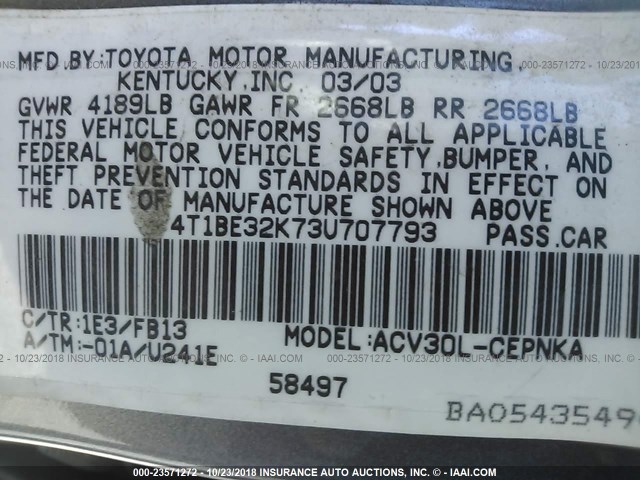 MFD BY: TOYOTA MOTOR MANUFACTURING,
KENTUCKY, INC 03/03
GVWR 4189LB GAWR FR 2668LB RR 2668LB
THIS VEHICLE CONFORMS TO ALL APPLICABLE
FEDERAL MOTOR VEHICLE SAFETY, BUMPER, AND
THEFT PREVENTION STANDARDS IN EFFECT ON
THE DATE OF MANUFACTURE SHOWN ABOVE
4T1BE32K73U707793 PASS.CAR
C/TR:1E3/FB13
A/TM:-01A/U241E
MODEL:ACV30L-CEPNKA
58497
000-23571272 - 10/23/2018 INSURANCE AUTO AUCTIONS, INC. - © IAAI.COM